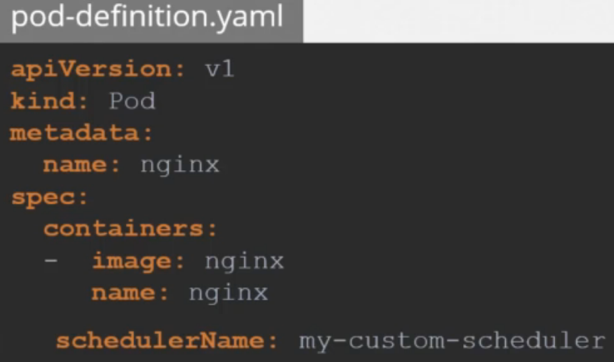 pod-definition.yaml
apiVersion: v1
kind: Pod
metadata:
  name: nginx
spec:
  containers:
  -  image: nginx
     name: nginx
   schedulerName: my-custom-scheduler